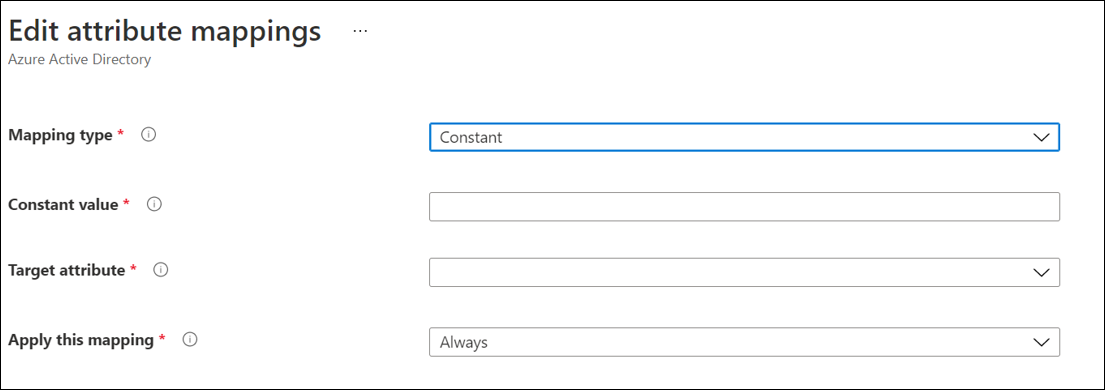 Edit attribute mappings ...
Azure Active Directory
Mapping type *
Constant
Constant value *
Target attribute *
Apply this mapping *
Always